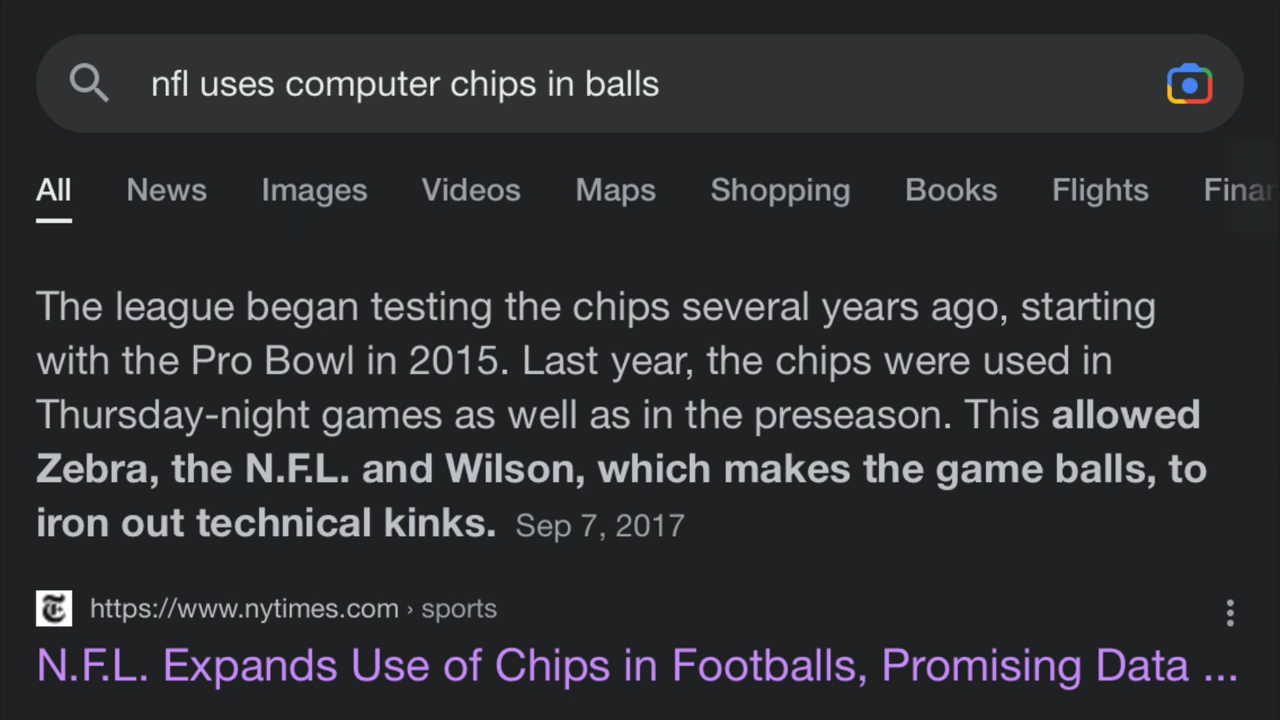 nfl uses computer chips in balls
All News Images Videos Maps Shopping Books Flights Finan
The league began testing the chips several years ago, starting
with the Pro Bowl in 2015. Last year, the chips were used in
Thursday-night games as well as in the preseason. This allowed
Zebra, the N.F.L. and Wilson, which makes the game balls, to
iron out technical kinks. Sep 7, 2017
https://www.nytimes.com › sports
N.F.L. Expands Use of Chips in Footballs, Promising Data ...